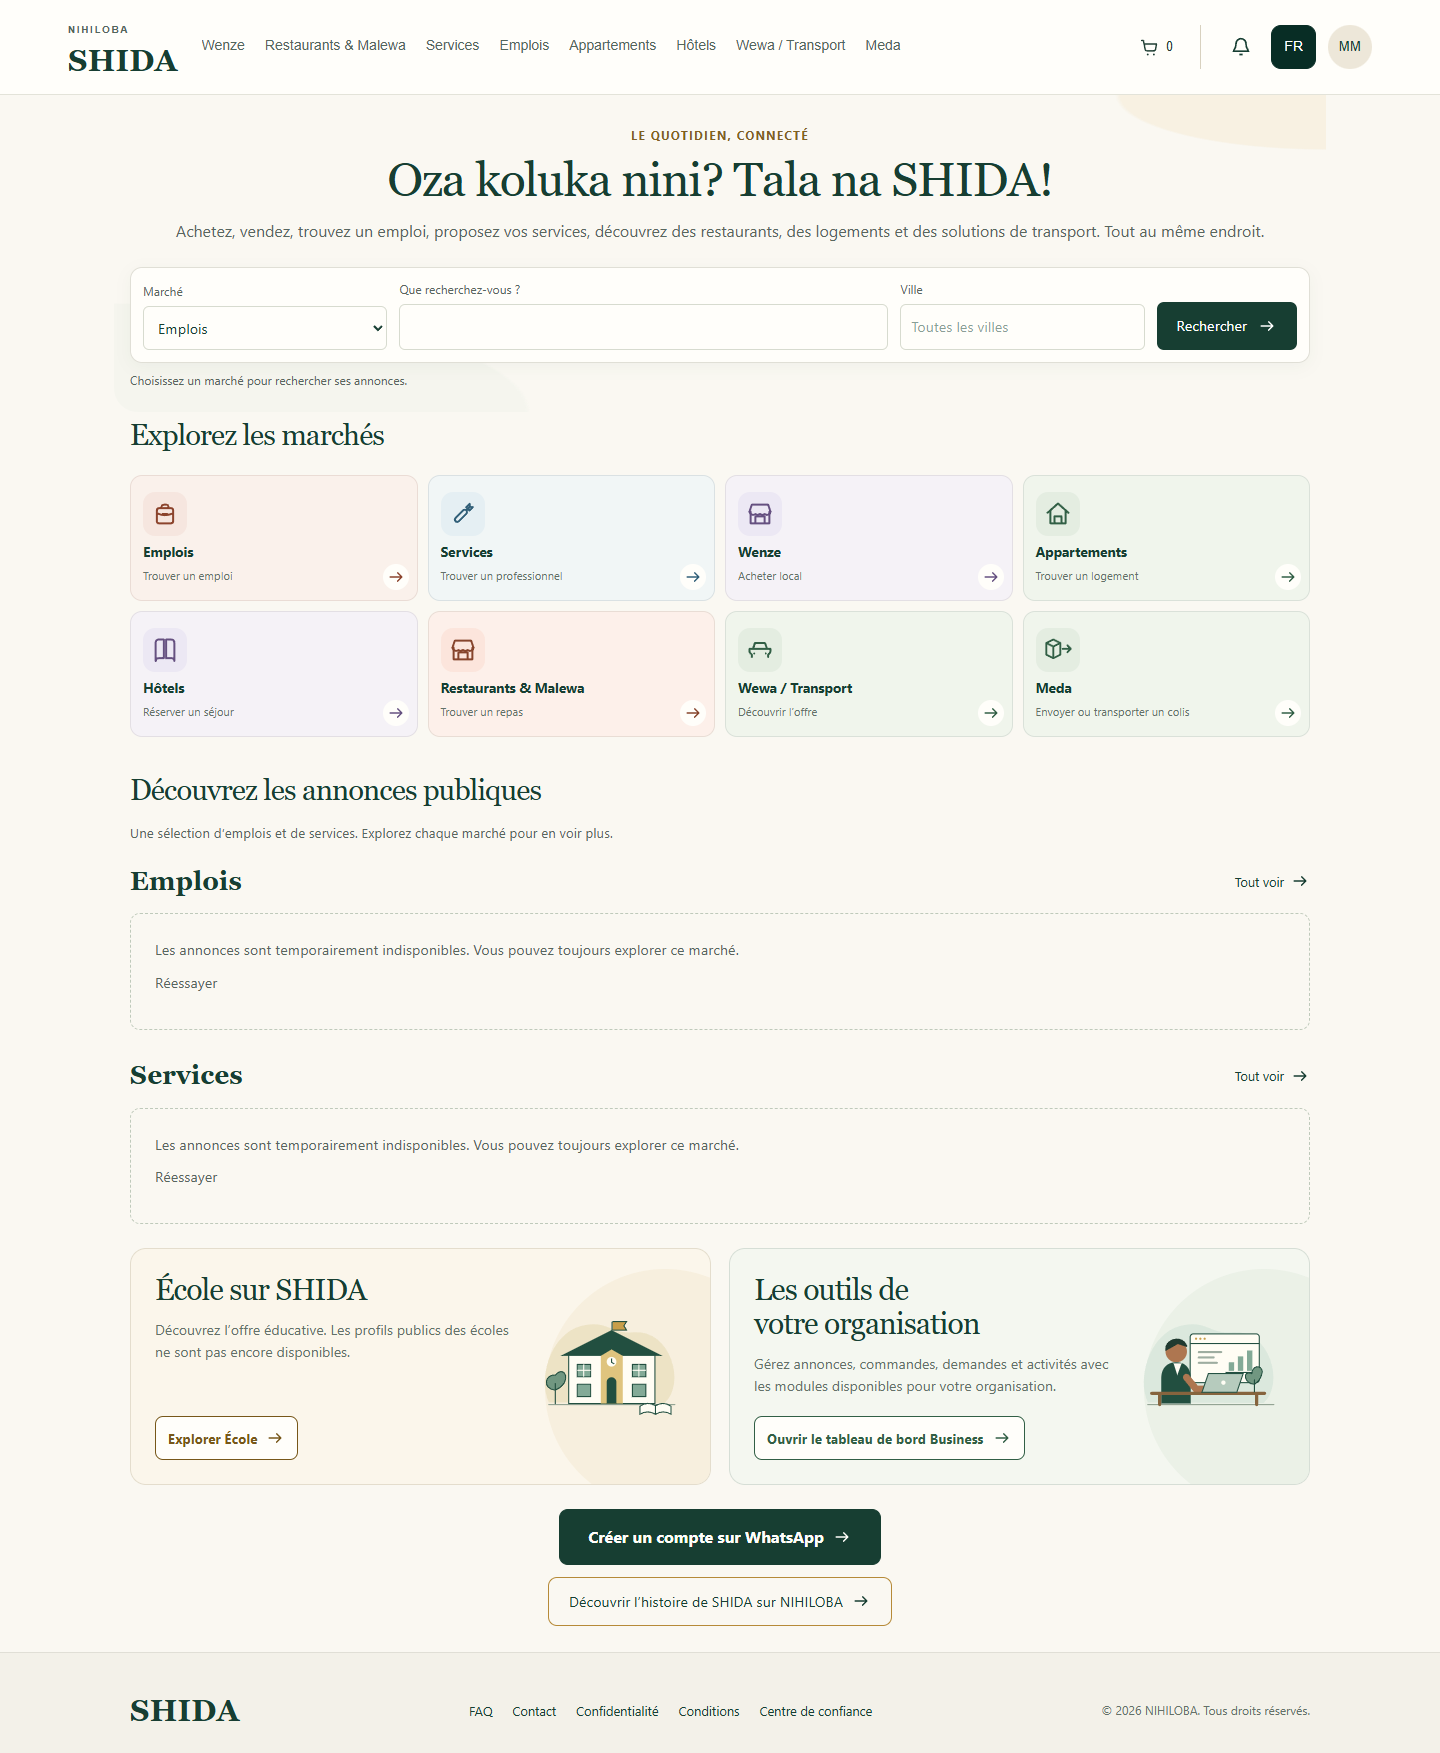 NIHILOBA
SHIDA
Wenze Restaurants & Malewa Services Emplois Appartements Hôtels Wewa / Transport Meda
0
FR
MM
LE QUOTIDIEN, CONNECTÉ
Oza koluka nini? Tala na SHIDA!
Achetez, vendez, trouvez un emploi, proposez vos services, découvrez des restaurants, des logements et des solutions de transport. Tout au même endroit.
Marché
Emplois
Que recherchez-vous ?
Ville
Toutes les villes
Rechercher
Choisissez un marché pour rechercher ses annonces.
Explorez les marchés
Emplois
Trouver un emploi
Services
Trouver un professionnel
Wenze
Acheter local
Appartements
Trouver un logement
Hôtels
Réserver un séjour
Restaurants & Malewa
Trouver un repas
Wewa / Transport
Découvrir l'offre
Meda
Envoyer ou transporter un colis
Découvrez les annonces publiques
Une sélection d'emplois et de services. Explorez chaque marché pour en voir plus.
Emplois
Tout voir
Les annonces sont temporairement indisponibles. Vous pouvez toujours explorer ce marché.
Réessayer
Services
Tout voir
Les annonces sont temporairement indisponibles. Vous pouvez toujours explorer ce marché.
Réessayer
École sur SHIDA
Découvrez l'offre éducative. Les profils publics des écoles
ne sont pas encore disponibles.
Explorer École
Les outils de
votre organisation
Gérez annonces, commandes, demandes et activités avec
les modules disponibles pour votre organisation.
Ouvrir le tableau de bord Business
Créer un compte sur WhatsApp
Découvrir l'histoire de SHIDA sur NIHILOBA
SHIDA
FAQ Contact Confidentialité Conditions Centre de confiance
© 2026 NIHILOBA. Tous droits réservés.